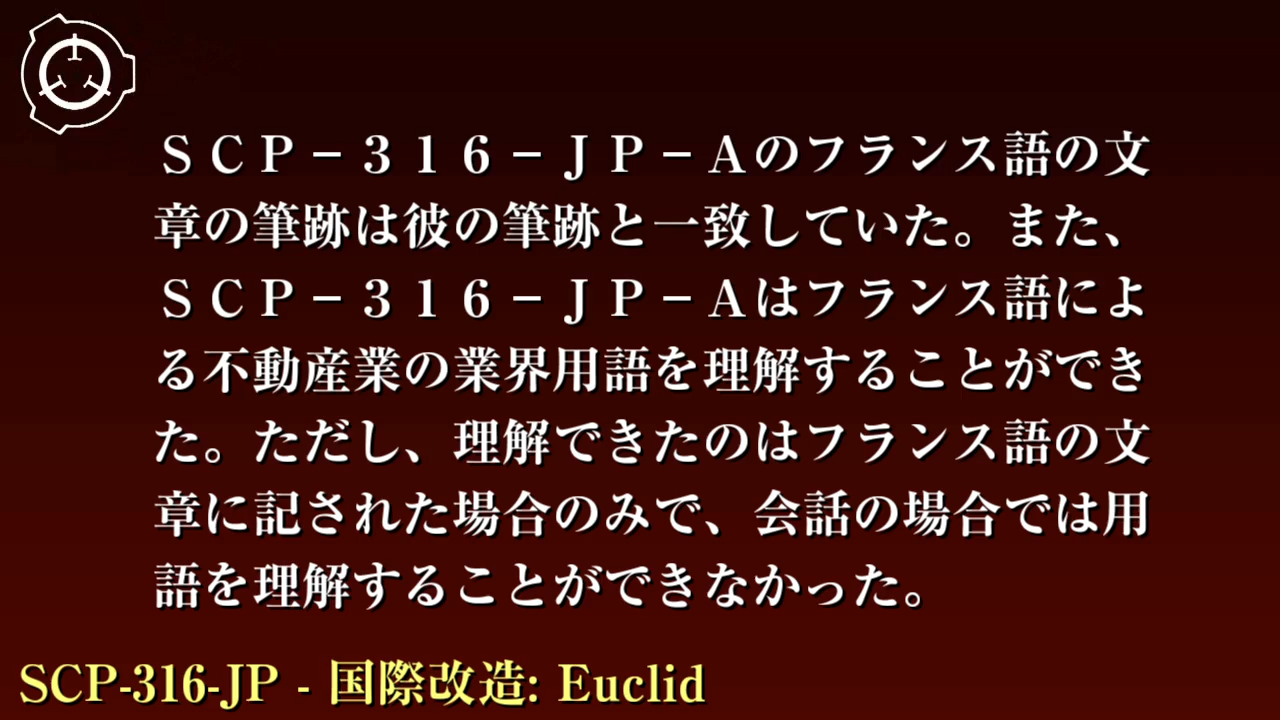 ＳＣＰ－３１６－ＪＰ－Ａのフランス語の文
章の筆跡は彼の筆跡と一致していた。また、
ＳＣＰ－３１６－ＪＰ－Ａはフランス語によ
る不動産業の業界用語を理解することができ
た。ただし、理解できたのはフランス語の文
章に記された場合のみで、会話の場合では用
語を理解することができなかった。
SCP-316-JP - 国際改造: Euclid